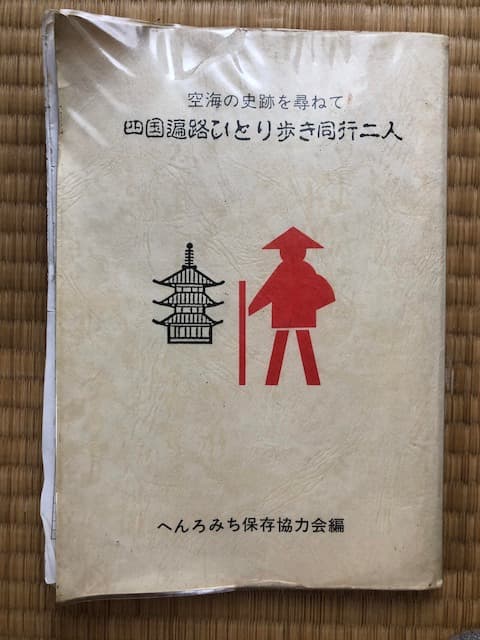 空海の史跡を尋ねて
四国遍路ひとり歩き同行二人
へんろみち保存協力会編